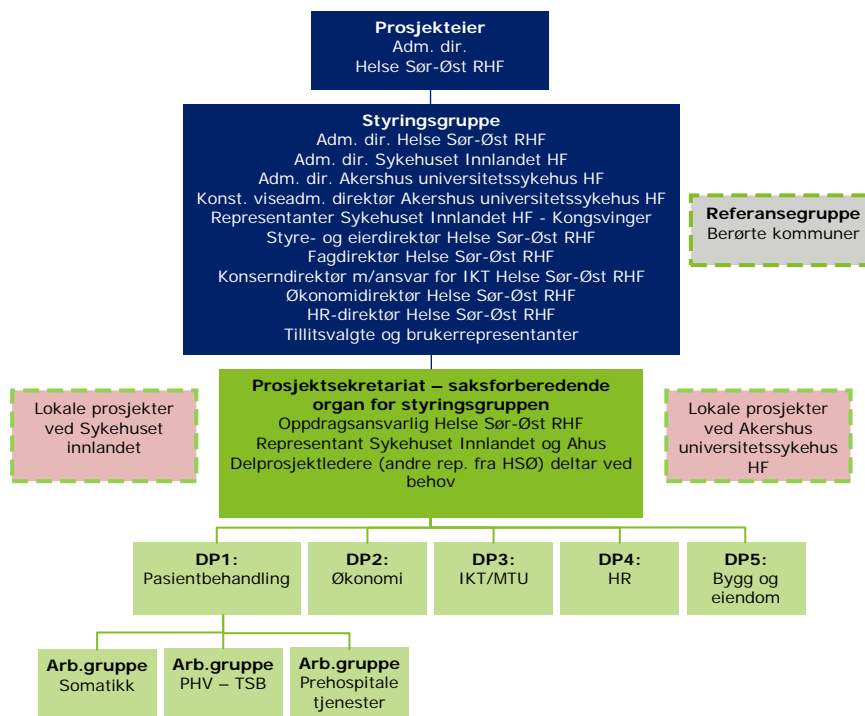 Prosjekteier
Adm. dir.
Helse Sør-Øst RHF
Styringsgruppe
Adm. dir. Helse Sør-Øst RHF
Adm. dir. Sykehuset Innlandet HF
Adm. dir. Akershus universitetssykehus HF
Konst. viseadm. direktør Akershus universitetssykehus HF
Representanter Sykehuset Innlandet HF - Kongsvinger
Styre- og eierdirektør Helse Sør-Øst RHF
Fagdirektør Helse Sør-Øst RHF
Konserndirektør m/ansvar for IKT Helse Sør-Øst RHF
Økonomidirektør Helse Sør-Øst RHF
HR-direktør Helse Sør-Øst RHF
Tillitsvalgte og brukerrepresentanter
Referansegruppe
Berørte kommuner
Lokale prosjekter
ved Sykehuset
innlandet
Prosjektsekretariat – saksforberedende
organ for styringsgruppen
Oppdragsansvarlig Helse Sør-Øst RHF
Representant Sykehuset Innlandet og Ahus
Delprosjektledere (andre rep. fra HSØ) deltar ved
behov
Lokale prosjekter
ved Akershus
universitetssykehus
HF
DP1:
Pasientbehandling
DP2:
Økonomi
DP3:
IKT/MTU
DP4:
HR
DP5:
Bygg og
eiendom
Arb.gruppe
Somatikk
Arb.gruppe
PHV – TSB
Arb.gruppe
Prehospitale
tjenester